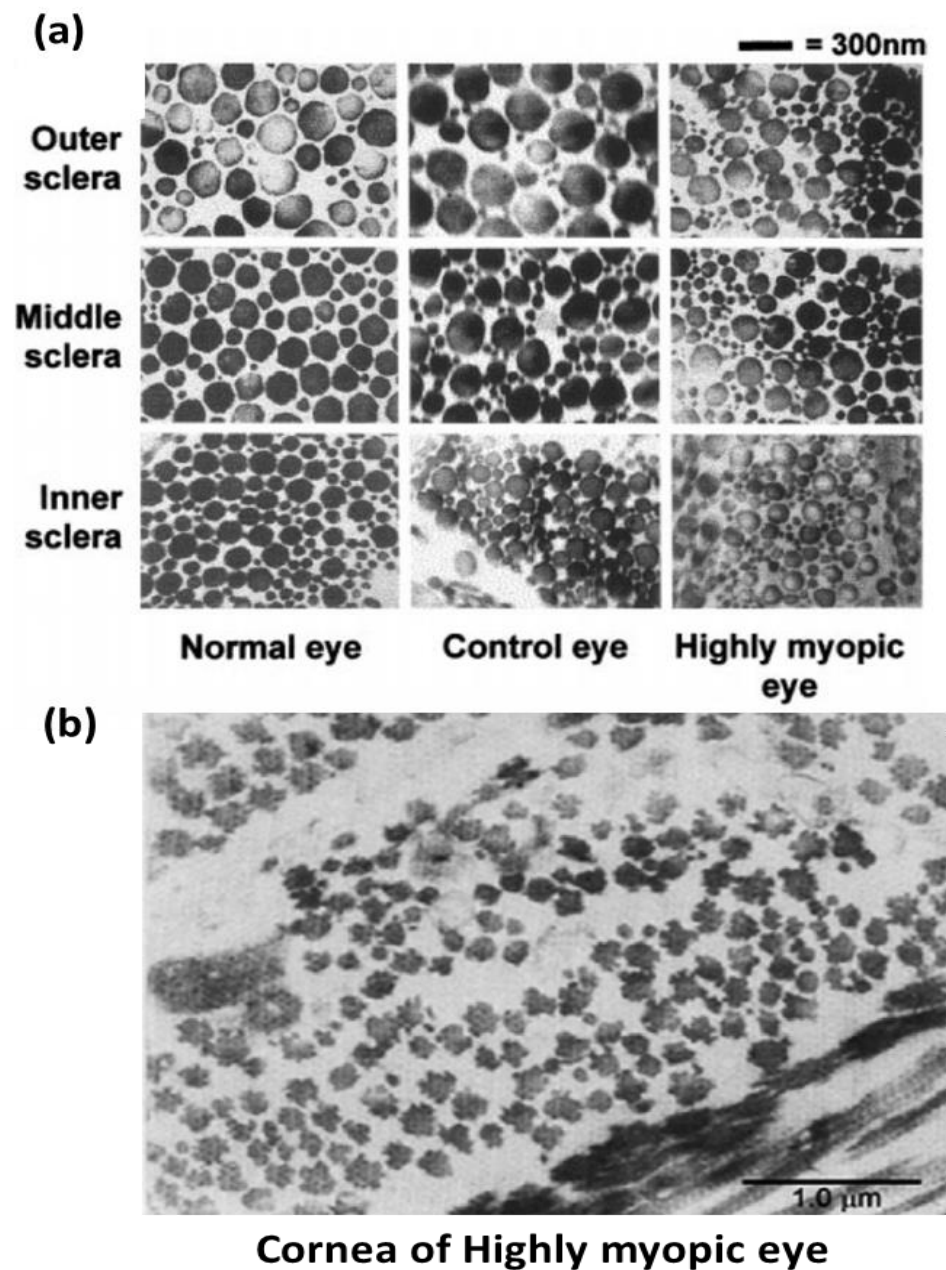 (a)
= 300nm
Outer
sclera
Middle
sclera
Inner
sclera
Normal eye
Control eye
Highly myopic
eye
(b)
1.0 μm
Cornea of Highly myopic eye